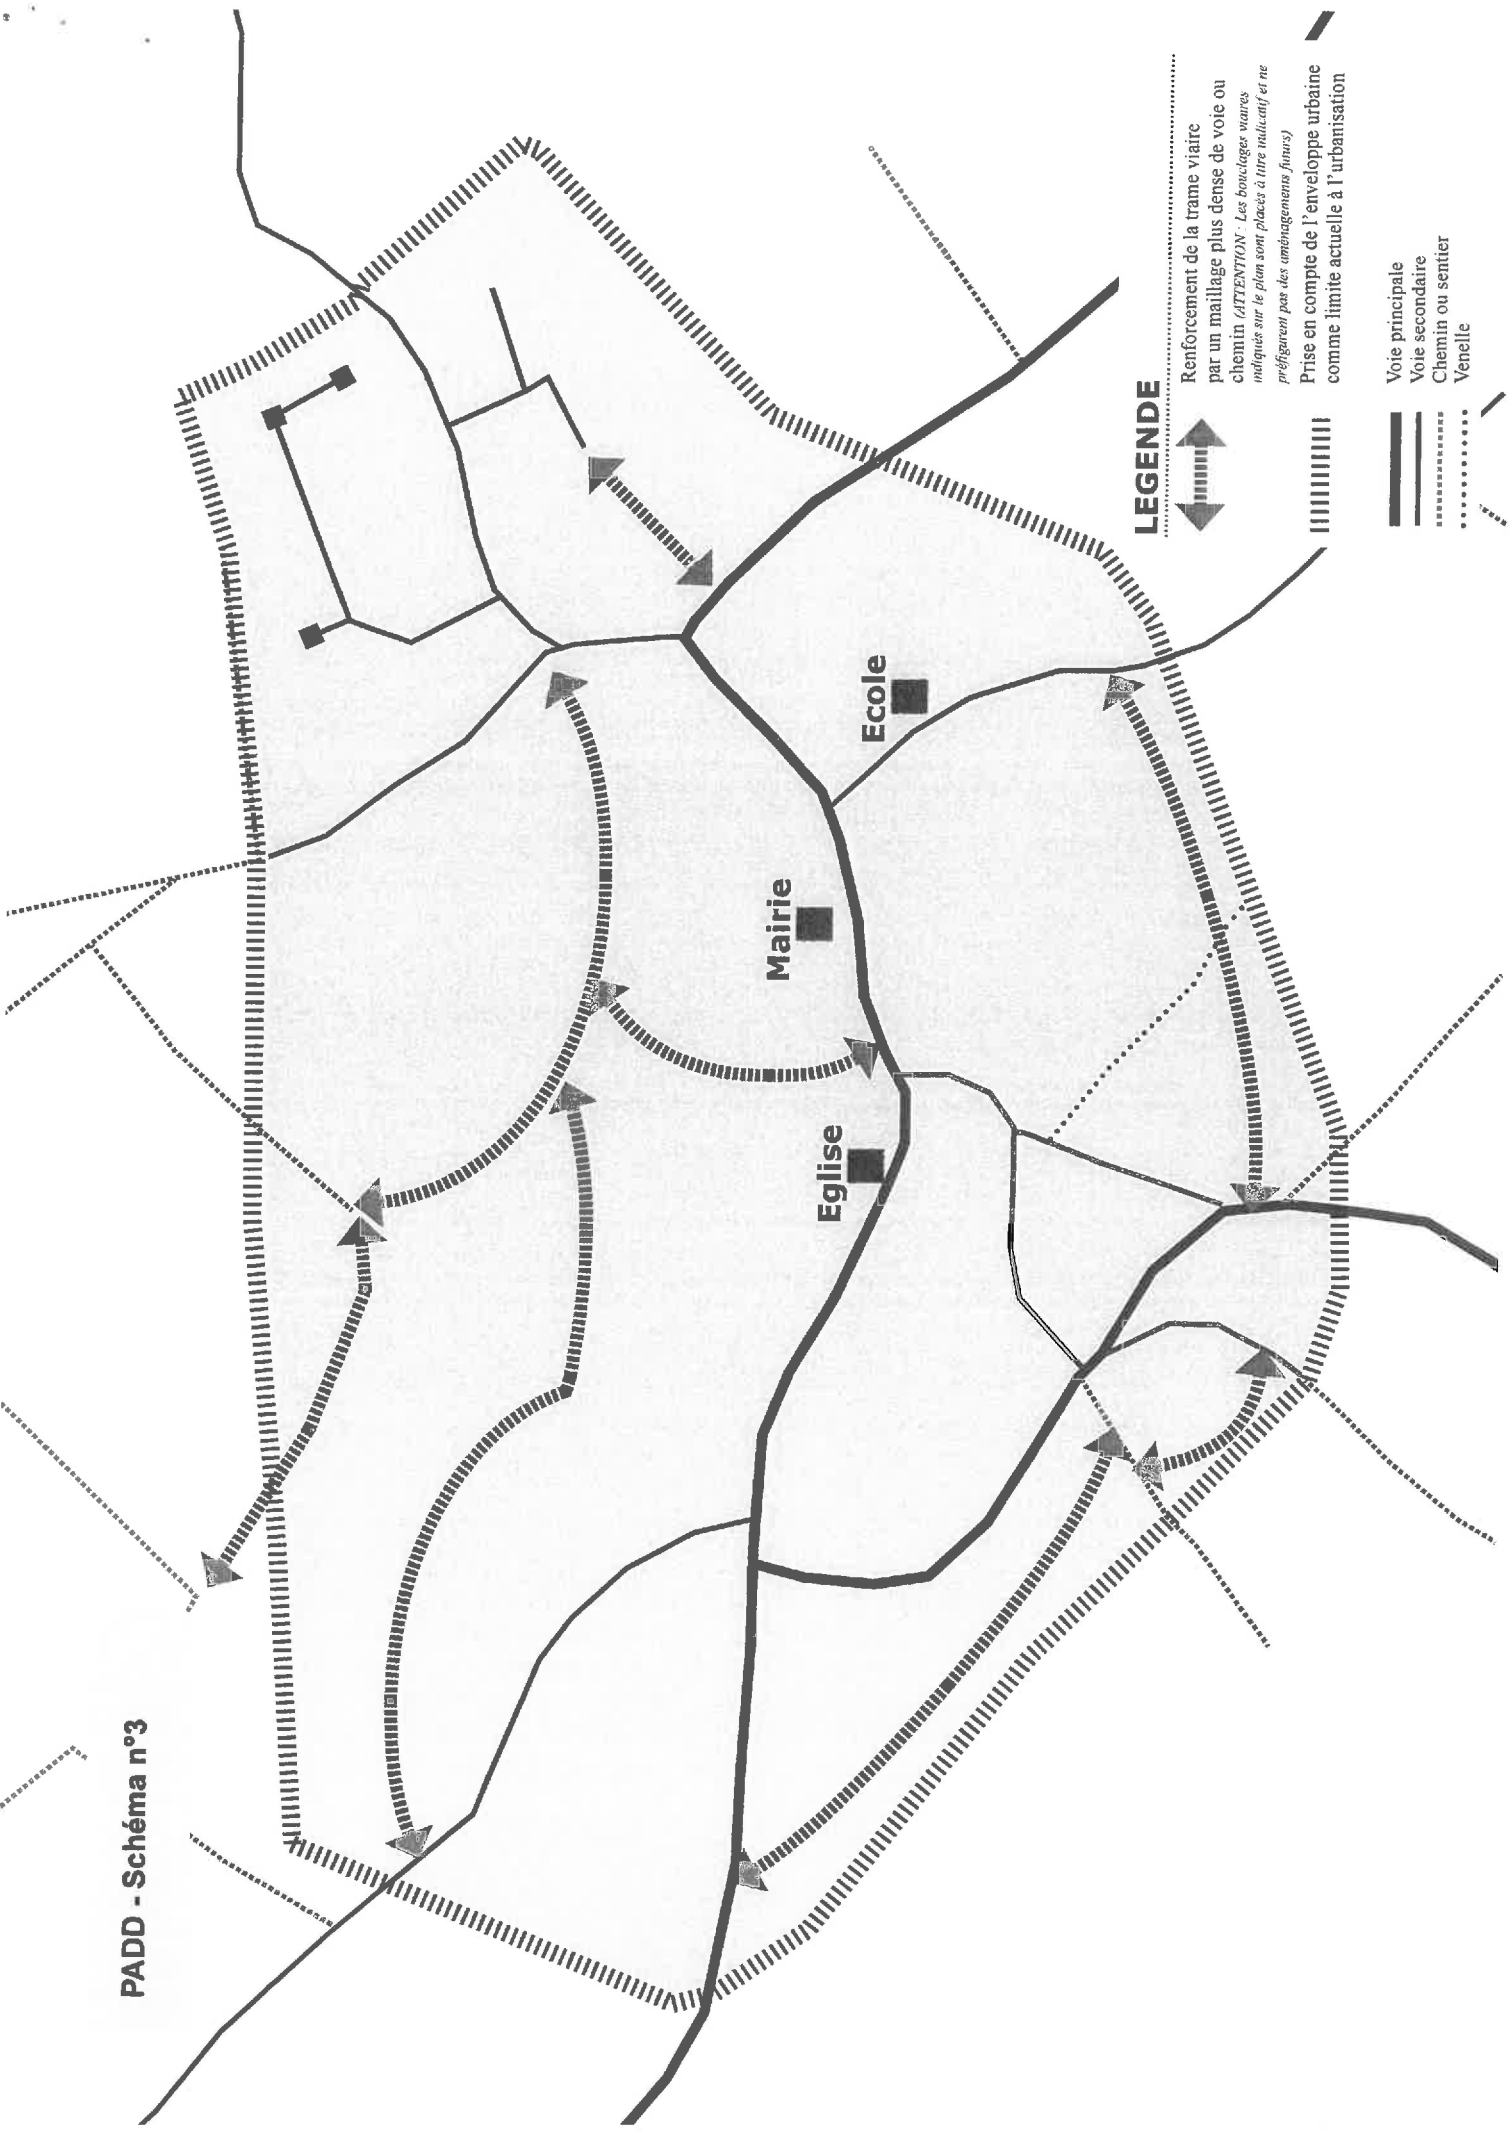 PADD - Schéma n°3
Eglise
Mairie
Ecole
LEGENDE
Renforcement de la trame viaire
par un maillage plus dense de voie ou
chemin (ATTENTION : Les bouclages viaires
indiqués sur le plan sont placés à titre indicatif et ne
préfigurent pas des aménagements futurs)
Prise en compte de l'enveloppe urbaine
comme limite actuelle à l'urbanisation
Voie principale
Voie secondaire
Chemin ou sentier
Venelle